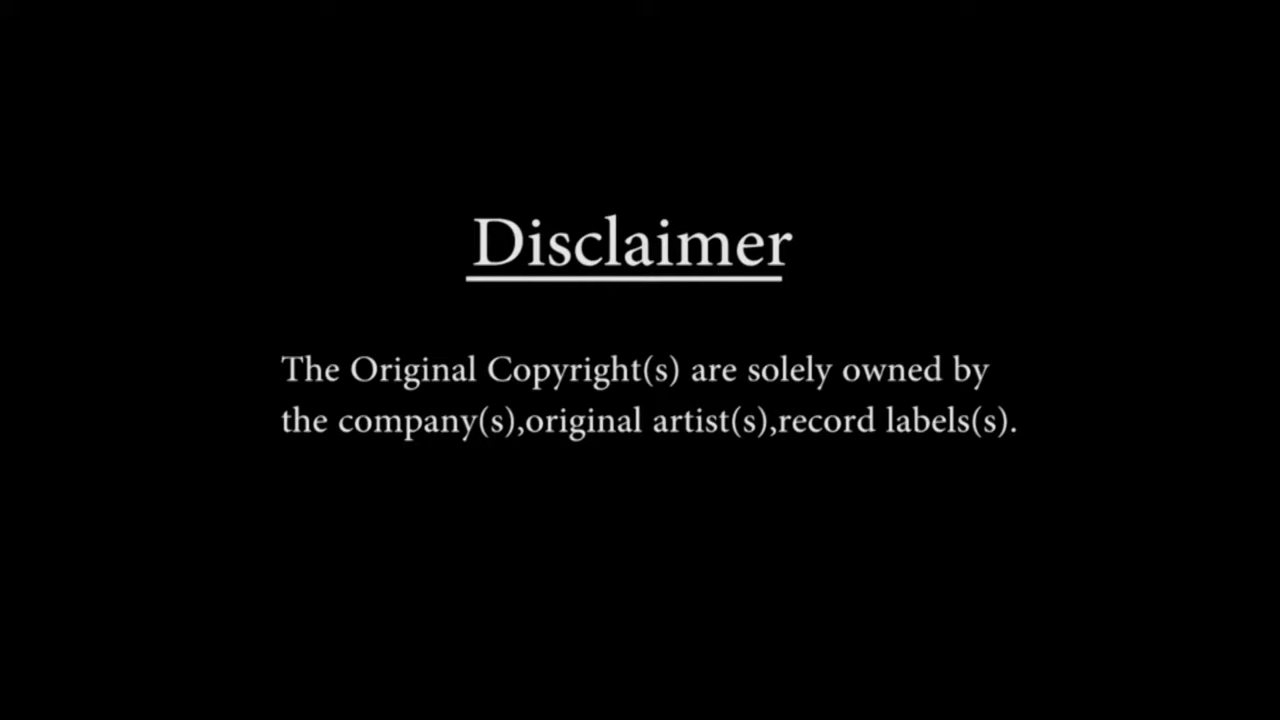 Disclaimer
The Original Copyright(s) are solely owned by
the company(s),original artist(s),record labels(s).